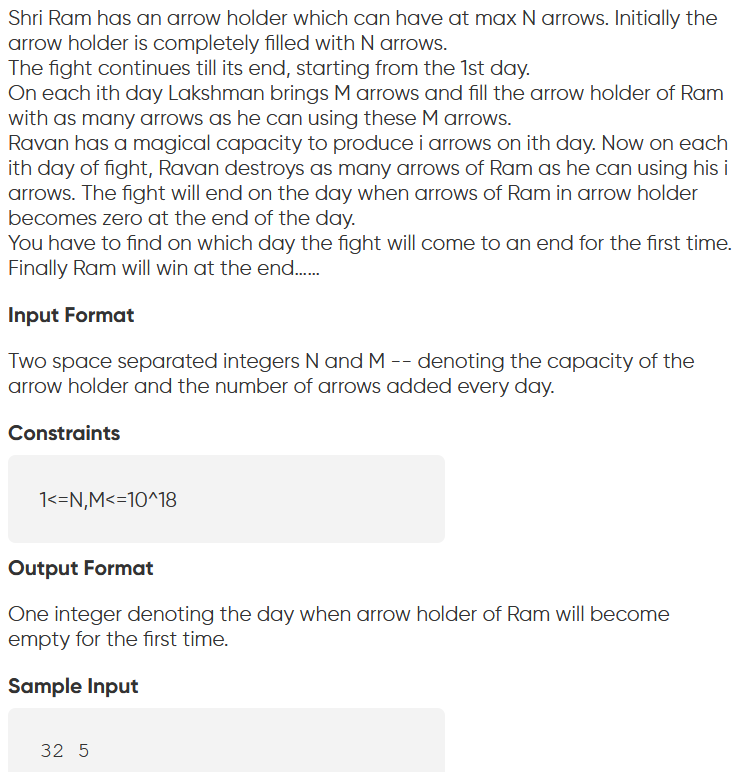 Shri Ram has an arrow holder which can have at max N arrows. Initially the
arrow holder is completely filled with N arrows.
The fight continues till its end, starting from the 1st day.
On each ith day Lakshman brings M arrows and fill the arrow holder of Ram
with as many arrows as he can using these M arrows.
Ravan has a magical capacity to produce i arrows on ith day. Now on each
ith day of fight, Ravan destroys as many arrows of Ram as he can using his i
arrows. The fight will end on the day when arrows of Ram in arrow holder
becomes zero at the end of the day.
You have to find on which day the fight will come to an end for the first time.
Finally Ram will win at the end......
Input Format
Two space separated integers N and M -- denoting the capacity of the
arrow holder and the number of arrows added every day.
Constraints
1<=N,M<=10^18
Output Format
One integer denoting the day when arrow holder of Ram will become
empty for the first time.
Sample Input
32 5